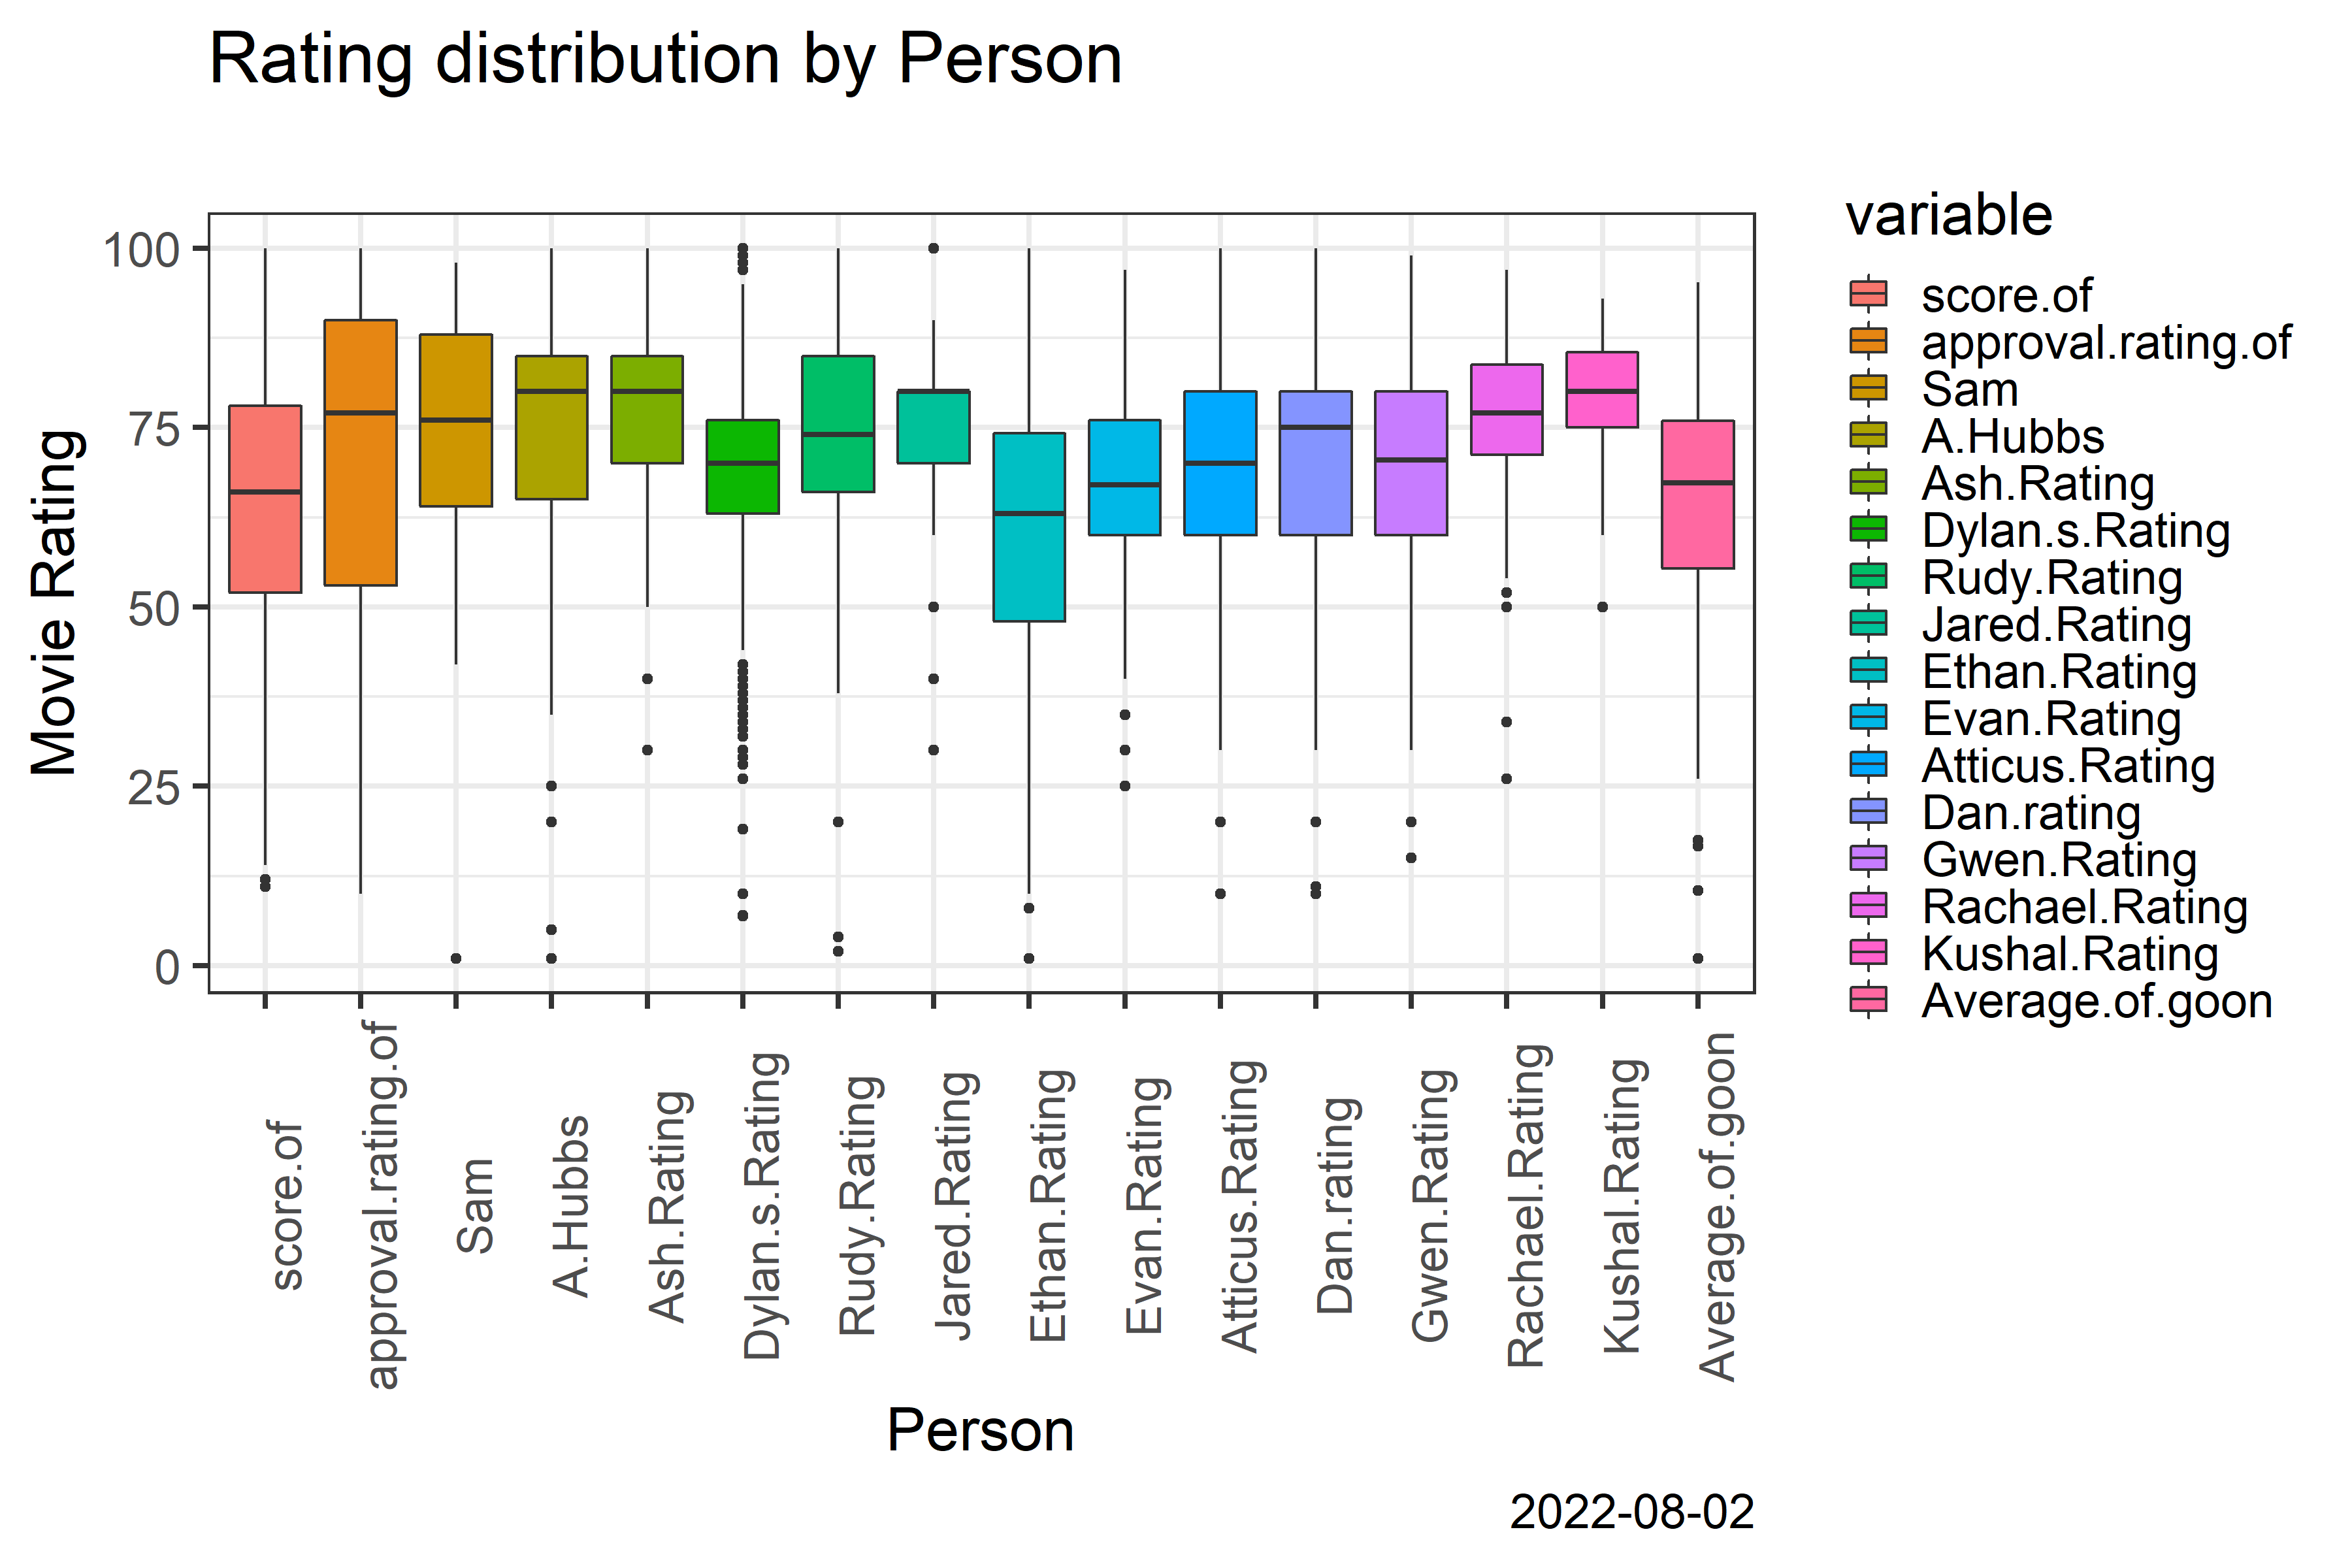 Rating distribution by Person
Movie Rating
100
75
50
25
0
score.of
approval.rating.of
Sam
A.Hubbs
Ash.Rating
Dylan.s.Rating
Rudy.Rating
Jared.Rating
Ethan.Rating
Evan.Rating
Atticus.Rating
Dan.rating
Gwen.Rating
Rachael.Rating
Kushal.Rating
Average.of.goon
Person
variable
score.of
approval.rating.of
Sam
A.Hubbs
Ash.Rating
Dylan.s.Rating
Rudy.Rating
Jared.Rating
Ethan.Rating
Evan.Rating
Atticus.Rating
Dan.rating
Gwen.Rating
Rachael.Rating
Kushal.Rating
Average.of.goon
2022-08-02